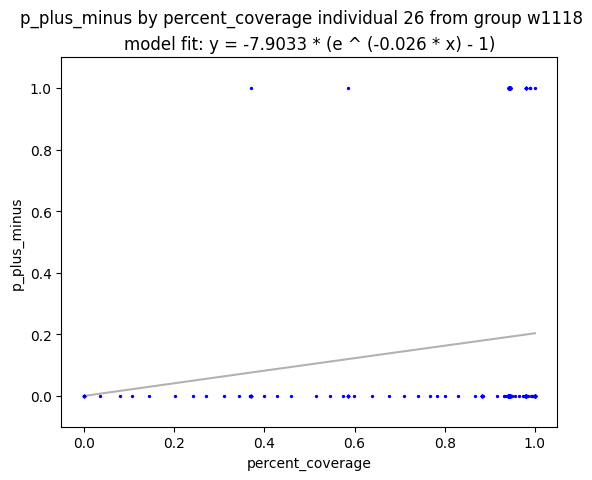 p_plus_minus by percent_coverage individual 26 from group w1118
model fit: y = -7.9033 * (e ^ (-0.026 * x) - 1)
1.0
0.8
0.6
0.4
0.2
0.0
p_plus_minus
0.0 0.2 0.4 0.6 0.8 1.0
percent_coverage